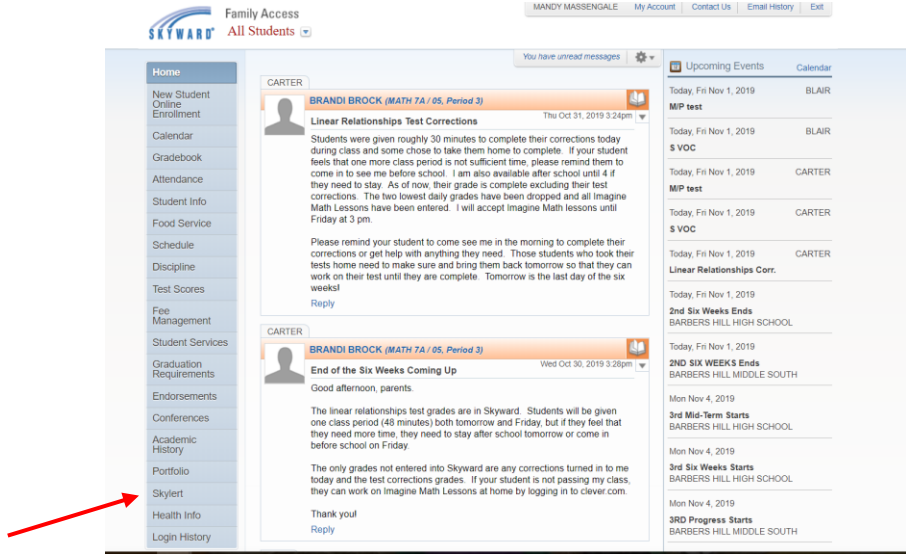 Family Access
MANDY MASSENGALE My Account Contact Us Email History Exit
SKYWARD®
All Students
You have unread messages
Home
New Student
Online
Enrollment
Calendar
Gradebook
Attendance
Student Info
Food Service
Schedule
Discipline
Test Scores
Fee
Management
Student Services
Graduation
Requirements
Endorsements
Conferences
Academic
History
Portfolio
Skylert
Health Info
Login History
CARTER
BRANDI BROCK (MATH 7A / 05, Period 3)
Linear Relationships Test Corrections
Thu Oct 31, 2019 3:24pm
Students were given roughly 30 minutes to complete their corrections today
during class and some chose to take them home to complete. If your student
feels that one more class period is not sufficient time, please remind them to
come in to see me before school. I am also available after school until 4 if
they need to stay. As of now, their grade is complete excluding their test
corrections. The two lowest daily grades have been dropped and all Imagine
Math Lessons have been entered. I will accept Imagine Math lessons until
Friday at 3 pm.
Please remind your student to come see me in the morning to complete their
corrections or get help with anything they need. Those students who took their
tests home need to make sure and bring them back tomorrow so that they can
work on their test until they are complete. Tomorrow is the last day of the six
weeks!
Reply
CARTER
BRANDI BROCK (MATH 7A / 05, Period 3)
End of the Six Weeks Coming Up
Wed Oct 30, 2019 3:28pm
Good afternoon, parents.
The linear relationships test grades are in Skyward. Students will be given
one class period (48 minutes) both tomorrow and Friday, but if they feel that
they need more time, they need to stay after school tomorrow or come in
before school on Friday.
The only grades not entered into Skyward are any corrections turned in to me
today and the test corrections grades. If your student is not passing my class,
they can work on Imagine Math Lessons at home by logging in to clever.com.
Thank you!
Reply
Upcoming Events
Calendar
Today, Fri Nov 1, 2019 BLAIR
M/P test
Today, Fri Nov 1, 2019 BLAIR
S VOC
Today, Fri Nov 1, 2019 CARTER
M/P test
Today, Fri Nov 1, 2019 CARTER
S VOC
Today, Fri Nov 1, 2019 CARTER
Linear Relationships Corr.
Today, Fri Nov 1, 2019
2nd Six Weeks Ends
BARBERS HILL HIGH SCHOOL
Today, Fri Nov 1, 2019
2ND SIX WEEKS Ends
BARBERS HILL MIDDLE SOUTH
Mon Nov 4, 2019
3rd Mid-Term Starts
BARBERS HILL HIGH SCHOOL
Mon Nov 4, 2019
3rd Six Weeks Starts
BARBERS HILL HIGH SCHOOL
Mon Nov 4, 2019
3RD Progress Starts
BARBERS HILL MIDDLE SOUTH